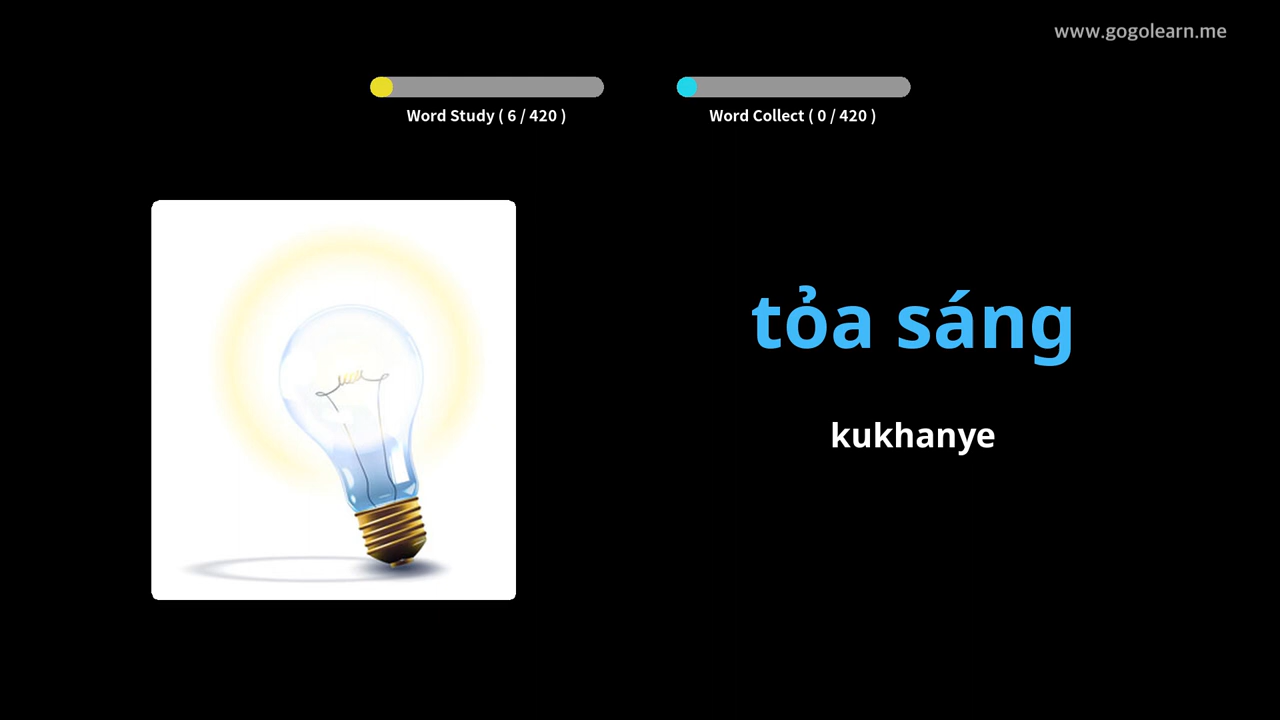 www.gogolearn.me
Word Study ( 6 / 420 )
Word Collect ( 0 / 420 )
tỏa sáng
kukhanye